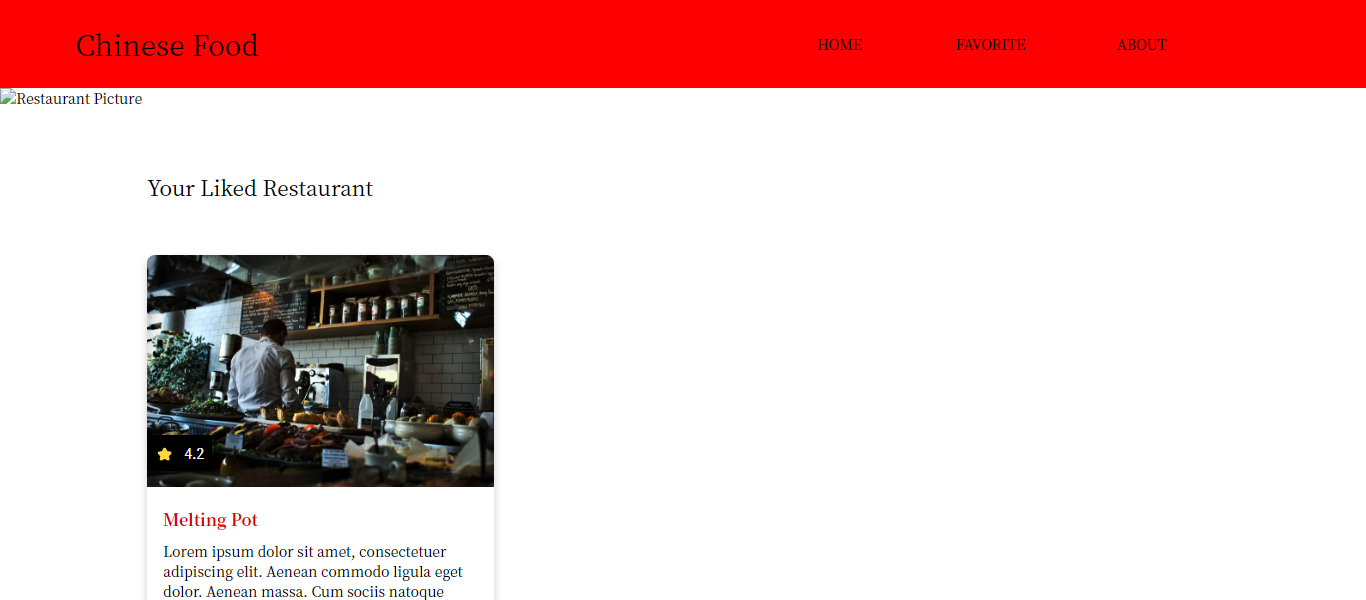 Chinese Food
HOME FAVORITE ABOUT
Restaurant Picture
Your Liked Restaurant
4.2
Melting Pot
Lorem ipsum dolor sit amet, consectetuer
adipiscing elit. Aenean commodo ligula eget
dolor. Aenean massa. Cum sociis natoque